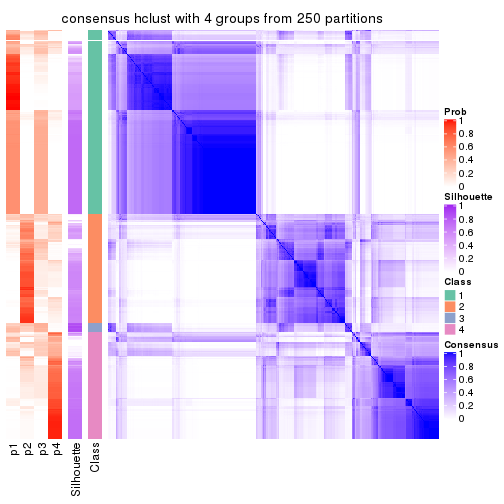 consensus hclust with 4 groups from 250 partitions
Prob
1
0.8
0.6
0.4
0.2
0
Silhouette
1
0.8
0.6
0.4
0.2
0
Class
1
2
3
4
Consensus
1
0.8
0.6
0.4
0.2
0
p1
p2
p3
p4
Silhouette
Class